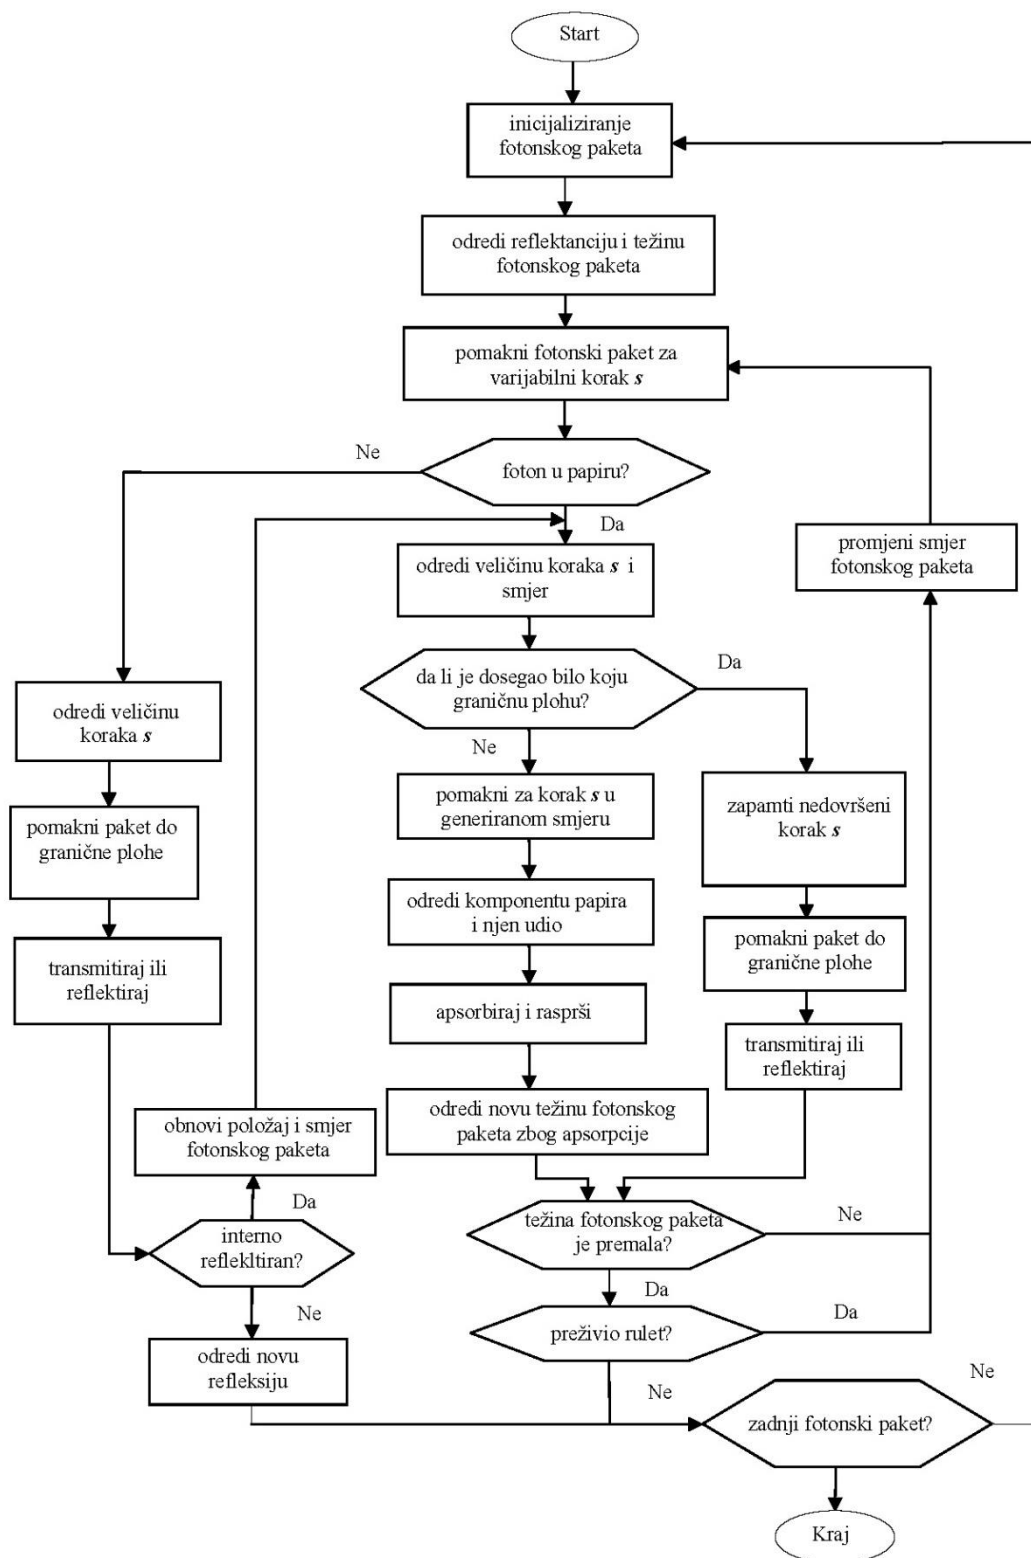 Start
inicijaliziranje
fotonskog paketa
odredi reflektanciju i težinu
fotonskog paketa
pomakni fotonski paket za
varijabilni korak s
Ne
foton u papiru?
Da
odredi veličinu koraka s i
smjer
promjeni smjer
fotonskog paketa
da li je dosegao bilo koju
graničnu plohu?
Da
Ne
odredi veličinu
koraka s
pomakni za korak s u
generiranom smjeru
zapamti nedovršeni
korak s
pomakni paket do
granične plohe
odredi komponentu papira
i njen udio
pomakni paket do
granične plohe
transmitiraj ili
reflektiraj
apsorbiraj i rasprši
transmitiraj ili
reflektiraj
obnovi položaj i smjer
fotonskog paketa
odredi novu težinu fotonskog
paketa zbog apsorpcije
Da
interno
reflekltiran?
težina fotonskog paketa
je premala?
Ne
Ne
Da
odredi novu
refleksiju
preživio rulet?
Da
Ne
zadnji fotonski paket?
Ne
Kraj